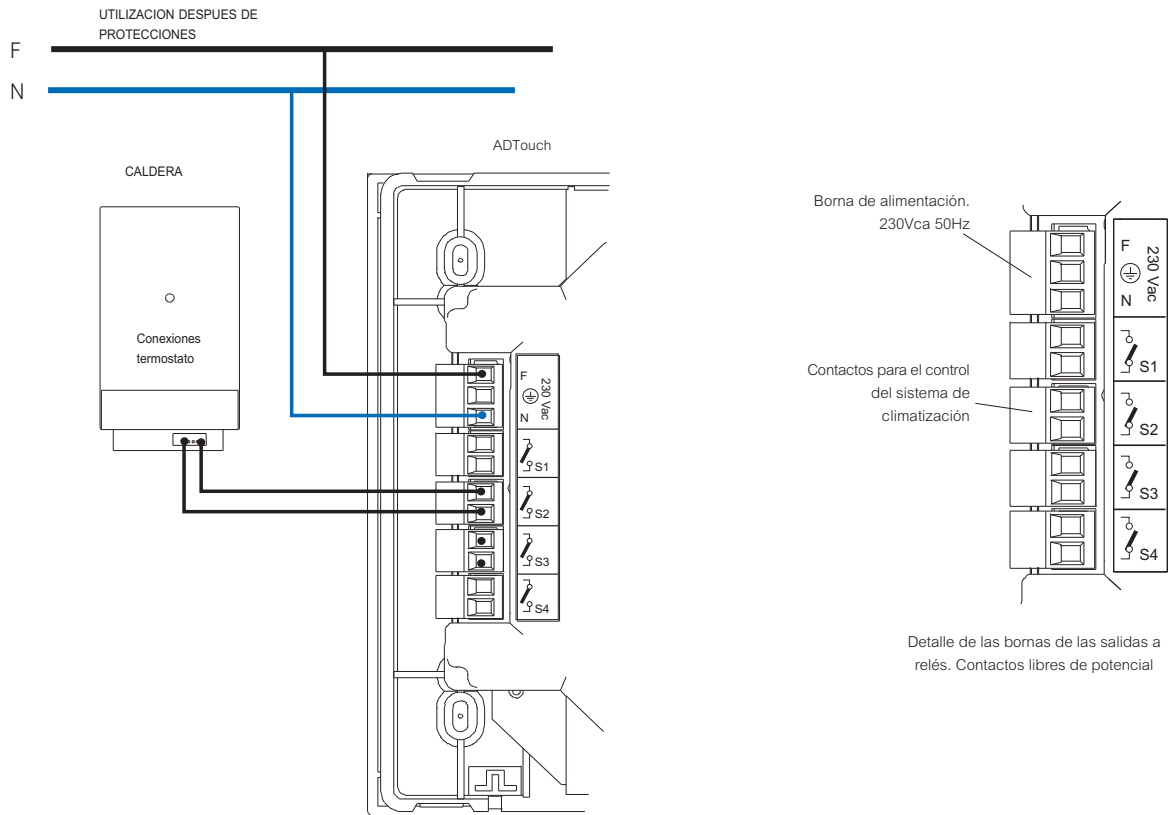 UTILIZACION DESPUES DE
PROTECCIONES
F
N
ADTouch
CALDERA
Conexiones
termostato
F
N
230 Vac
S1
S2
S3
S4
Borna de alimentación.
230Vca 50Hz
Contactos para el control
del sistema de
climatización
F
N
230 Vac
S1
S2
S3
S4
Detalle de las bornas de las salidas a
relés. Contactos libres de potencial